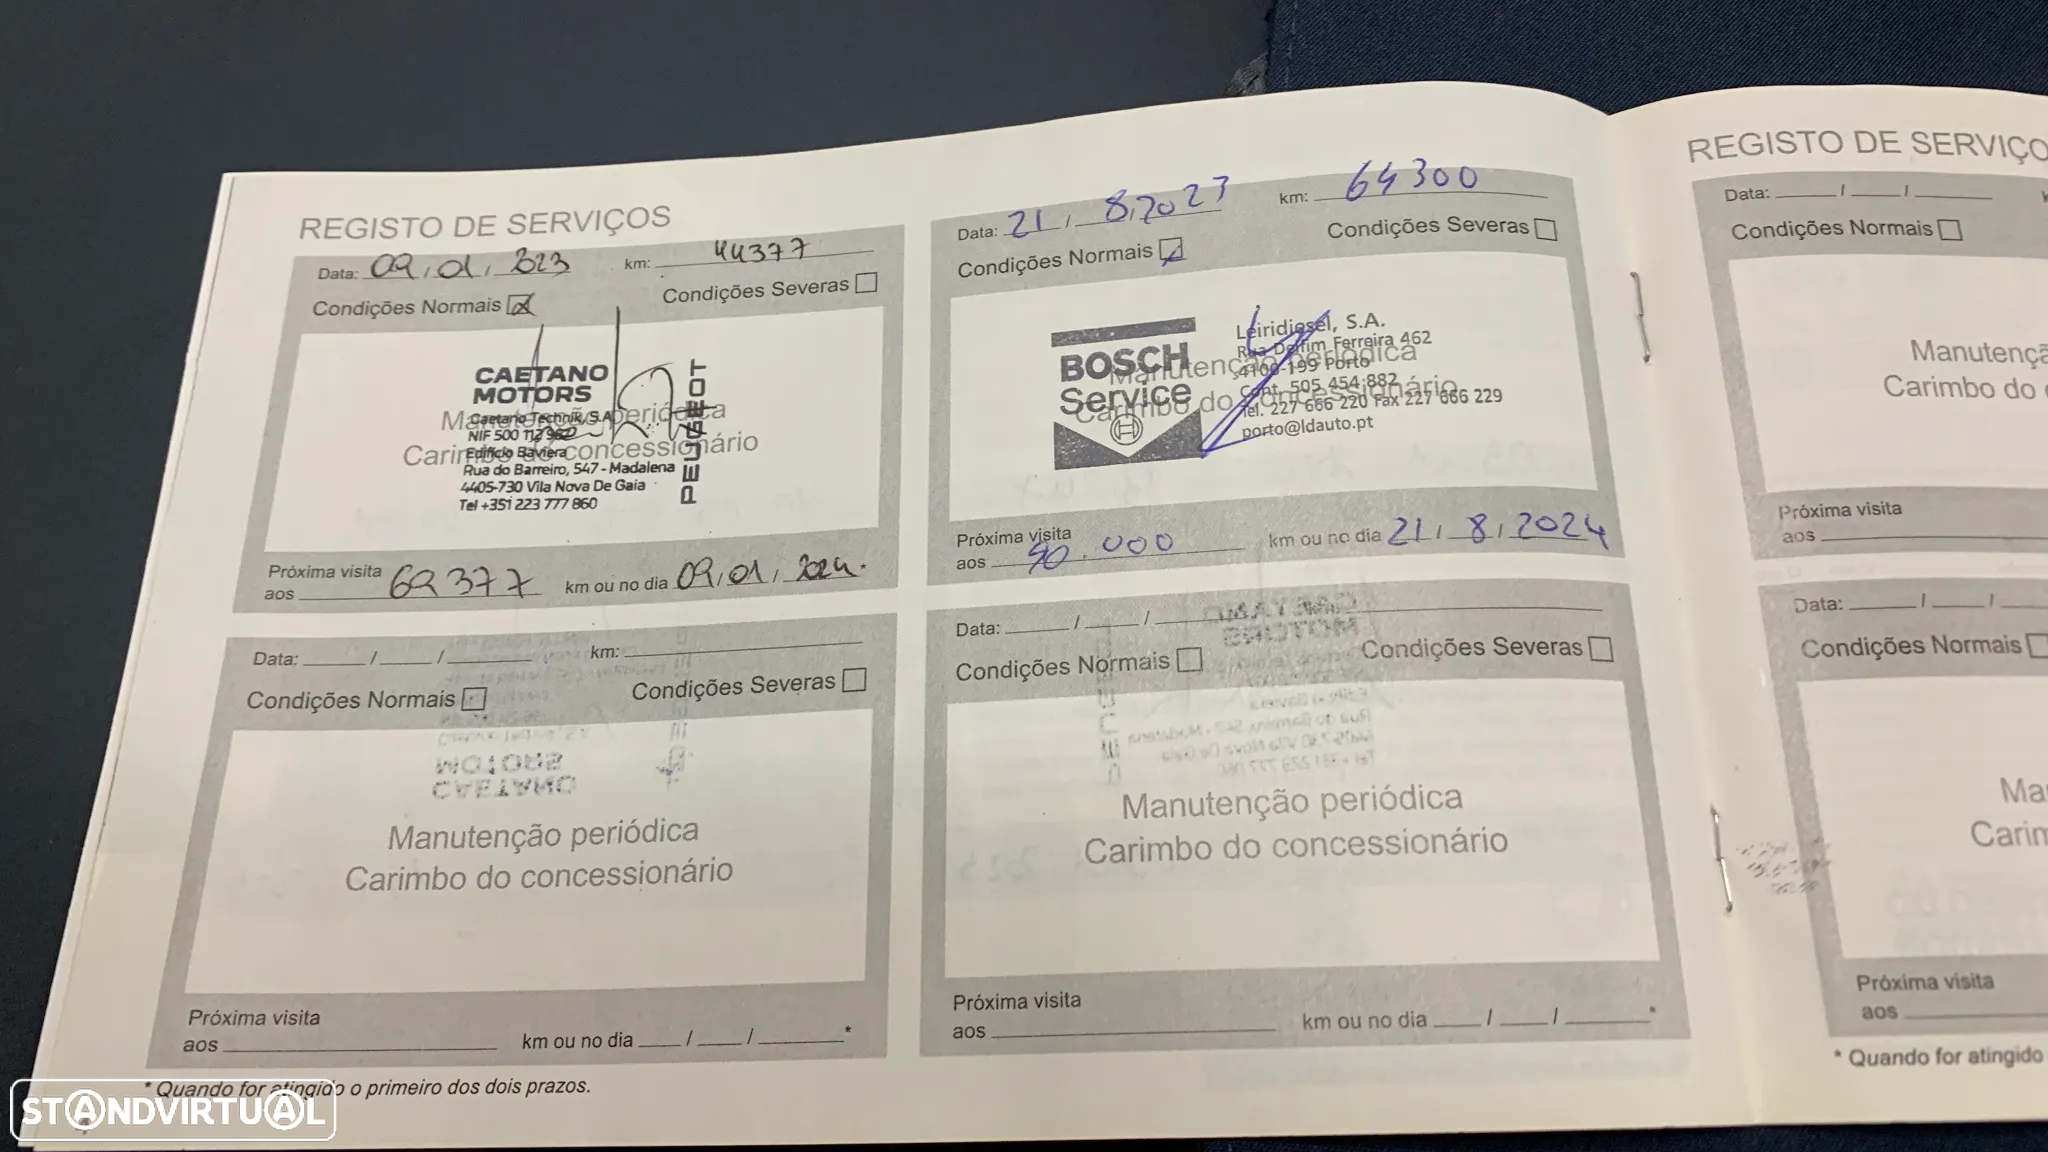 REGISTO DE SERVIÇOS
Data: 09 / 01 / 2023 km: 44377
Condições Normais Condições Severas
CAETANO
MOTORS
PEUGEOT
Caetano Technik, S.A.
Manutenção periódica
NIF 500 112 962
Carimbo do concessionário
Edifício Baviera
Rua do Barreiro, 547 - Madalena
4405-730 Vila Nova De Gaia
Tel +351 223 777 860
Próxima visita
aos 69377 km ou no dia 09 / 01 / 2024 *
Data: 21 / 8 / 2023 km: 64300
Condições Normais Condições Severas
BOSCH
Service
Leiridiesel, S.A.
Rua Delfim Ferreira 462
Manutenção periódica
4100-199 Porto
Cont. 505 454 882
Carimbo do concessionário
Tel. 227 666 220 Fax 227 666 229
porto@ldauto.pt
Próxima visita
aos 90.000 km ou no dia 21 / 8 / 2024
Data: / / km:
Condições Normais Condições Severas
Manutenção periódica
Carimbo do concessionário
Próxima visita
aos km ou no dia / / *
Data: / /
Condições Normais Condições Severas
Manutenção periódica
Carimbo do concessionário
Próxima visita
aos km ou no dia / / *
* Quando for atingido o primeiro dos dois prazos.
REGISTO DE SERVIÇO
Data: / /
Condições Normais
Manutenç
Carimbo do
Próxima visita
aos
Data: / /
Condições Normais
Ma
Carim
Próxima visita
aos
* Quando for atingido
STANDVIRTUAL